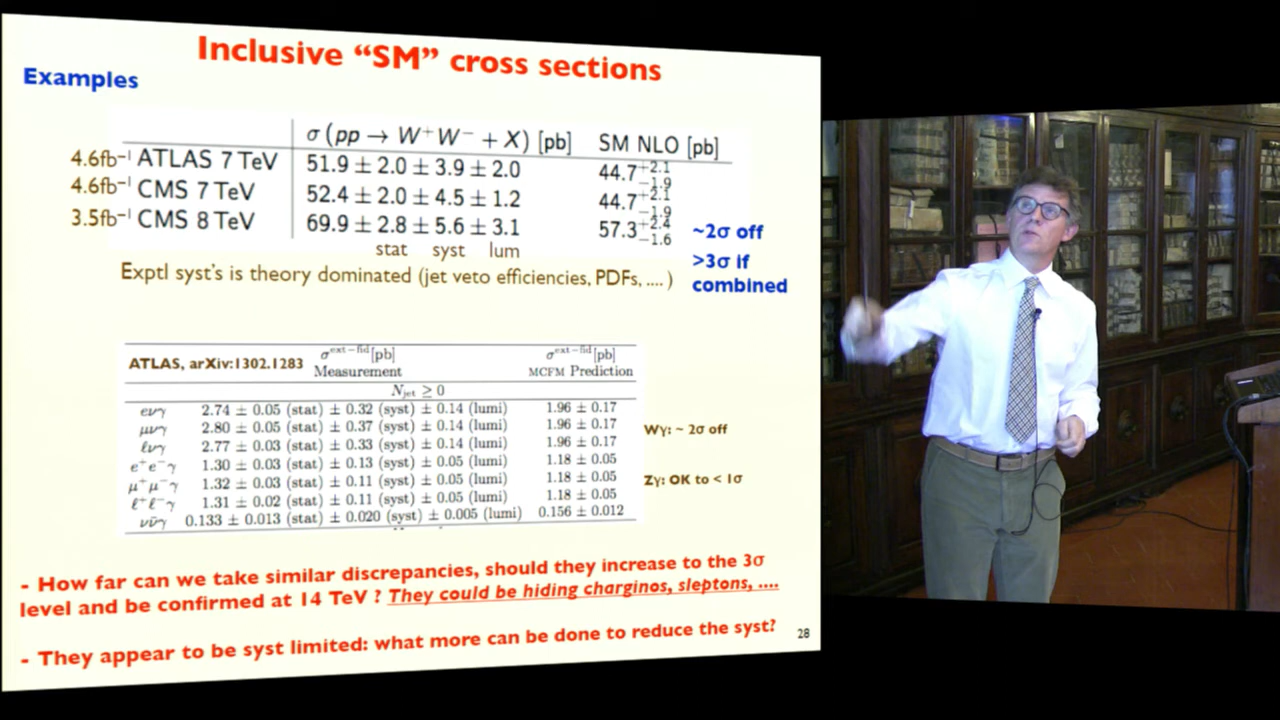 Inclusive “SM” cross sections
Examples
σ(pp → W⁺W⁻ + X) [pb] SM NLO [pb]
4.6fb⁻¹ ATLAS 7 TeV 51.9 ± 2.0 ± 3.9 ± 2.0 44.7 +2.1 −1.9
4.6fb⁻¹ CMS 7 TeV 52.4 ± 2.0 ± 4.5 ± 1.2 44.7 +2.1 −1.9
3.5fb⁻¹ CMS 8 TeV 69.9 ± 2.8 ± 5.6 ± 3.1 57.3 +2.4 −1.6 ~2σ off
stat syst lum
>3σ if
combined
Exptl syst's is theory dominated (jet veto efficiencies, PDFs, .... )
ATLAS, arXiv:1302.1283 σ^ext−fid[pb] σ^ext−fid[pb]
Measurement MCFM Prediction
N_jet ≥ 0
eνγ 2.74 ± 0.05 (stat) ± 0.32 (syst) ± 0.14 (lumi) 1.96 ± 0.17
μνγ 2.80 ± 0.05 (stat) ± 0.37 (syst) ± 0.14 (lumi) 1.96 ± 0.17 Wγ: ~ 2σ off
ℓνγ 2.77 ± 0.03 (stat) ± 0.33 (syst) ± 0.14 (lumi) 1.96 ± 0.17
e⁺e⁻γ 1.30 ± 0.03 (stat) ± 0.13 (syst) ± 0.05 (lumi) 1.18 ± 0.05
μ⁺μ⁻γ 1.32 ± 0.03 (stat) ± 0.11 (syst) ± 0.05 (lumi) 1.18 ± 0.05 Zγ: OK to < 1σ
ℓ⁺ℓ⁻γ 1.31 ± 0.02 (stat) ± 0.11 (syst) ± 0.05 (lumi) 1.18 ± 0.05
νν̄γ 0.133 ± 0.013 (stat) ± 0.020 (syst) ± 0.005 (lumi) 0.156 ± 0.012
- How far can we take similar discrepancies, should they increase to the 3σ
level and be confirmed at 14 TeV ? They could be hiding charginos, sleptons, ....
- They appear to be syst limited: what more can be done to reduce the syst?
28